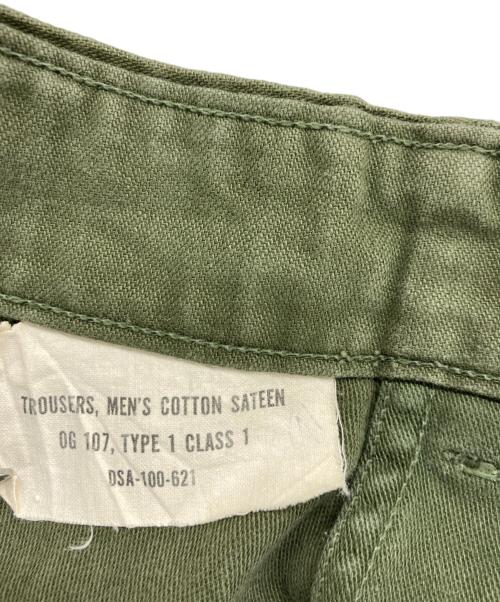 TROUSERS, MEN'S COTTON SATEEN
OG 107, TYPE 1 CLASS 1
DSA-100-621